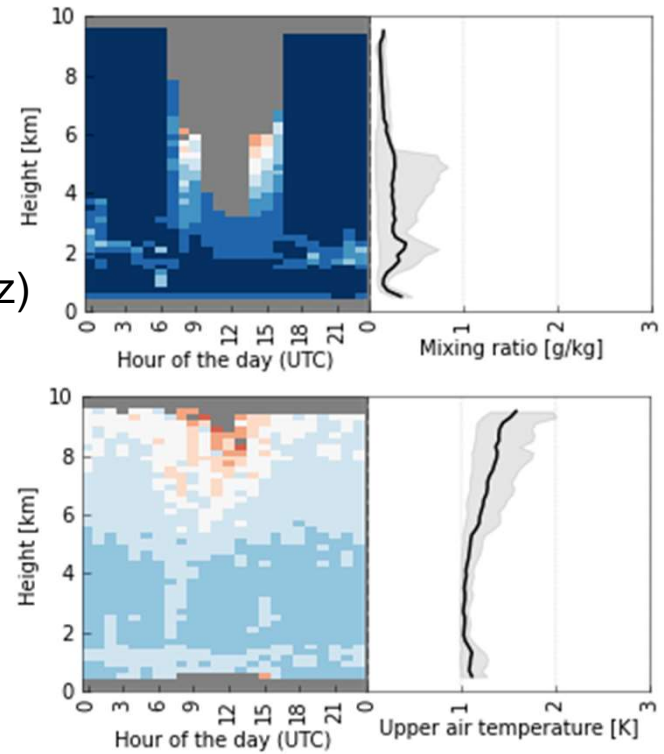 10
8
6
4
2
0
Height [km]
z)
0 3 6 9 12 15 18 21 0
Hour of the day (UTC)
1 2 3
Mixing ratio [g/kg]
10
8
6
4
2
0
Height [km]
0 3 6 9 12 15 18 21 0
Hour of the day (UTC)
1 2 3
Upper air temperature [K]